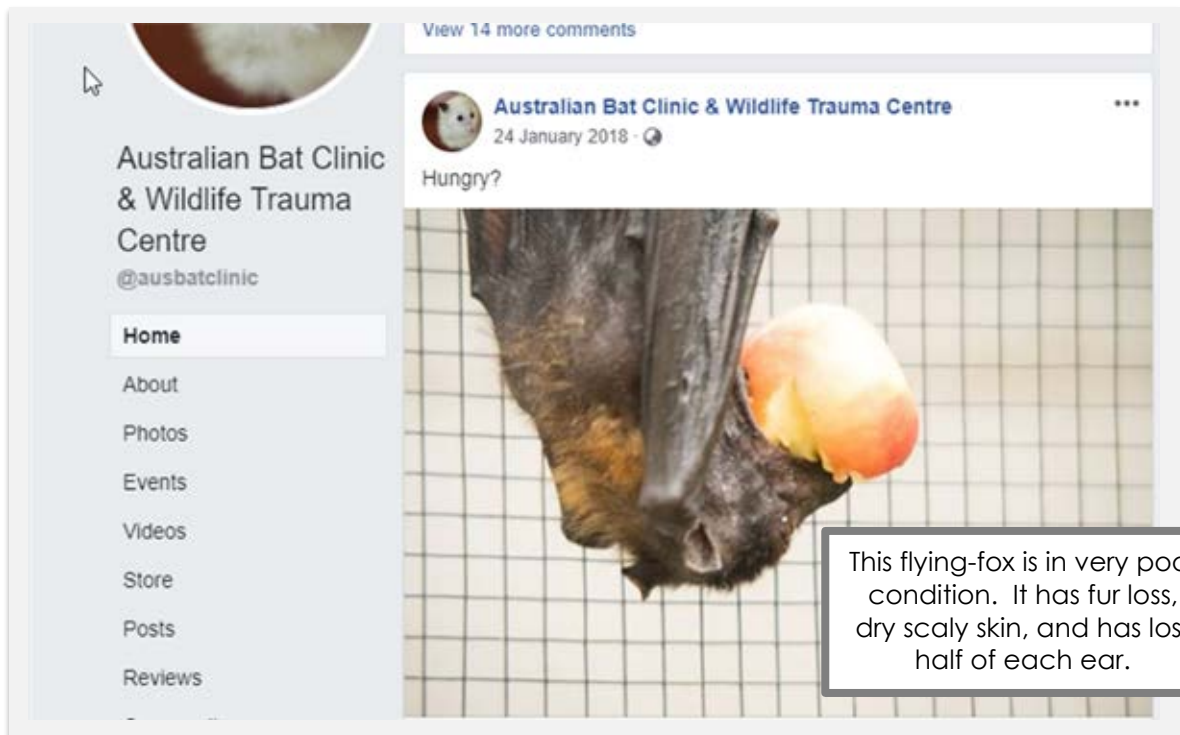 View 14 more comments
Australian Bat Clinic & Wildlife Trauma Centre
24 January 2018
Hungry?
Australian Bat Clinic
& Wildlife Trauma
Centre
@ausbatclinic
Home
About
Photos
Events
Videos
Store
Posts
Reviews
This flying-fox is in very poo
condition. It has fur loss,
dry scaly skin, and has los
half of each ear.